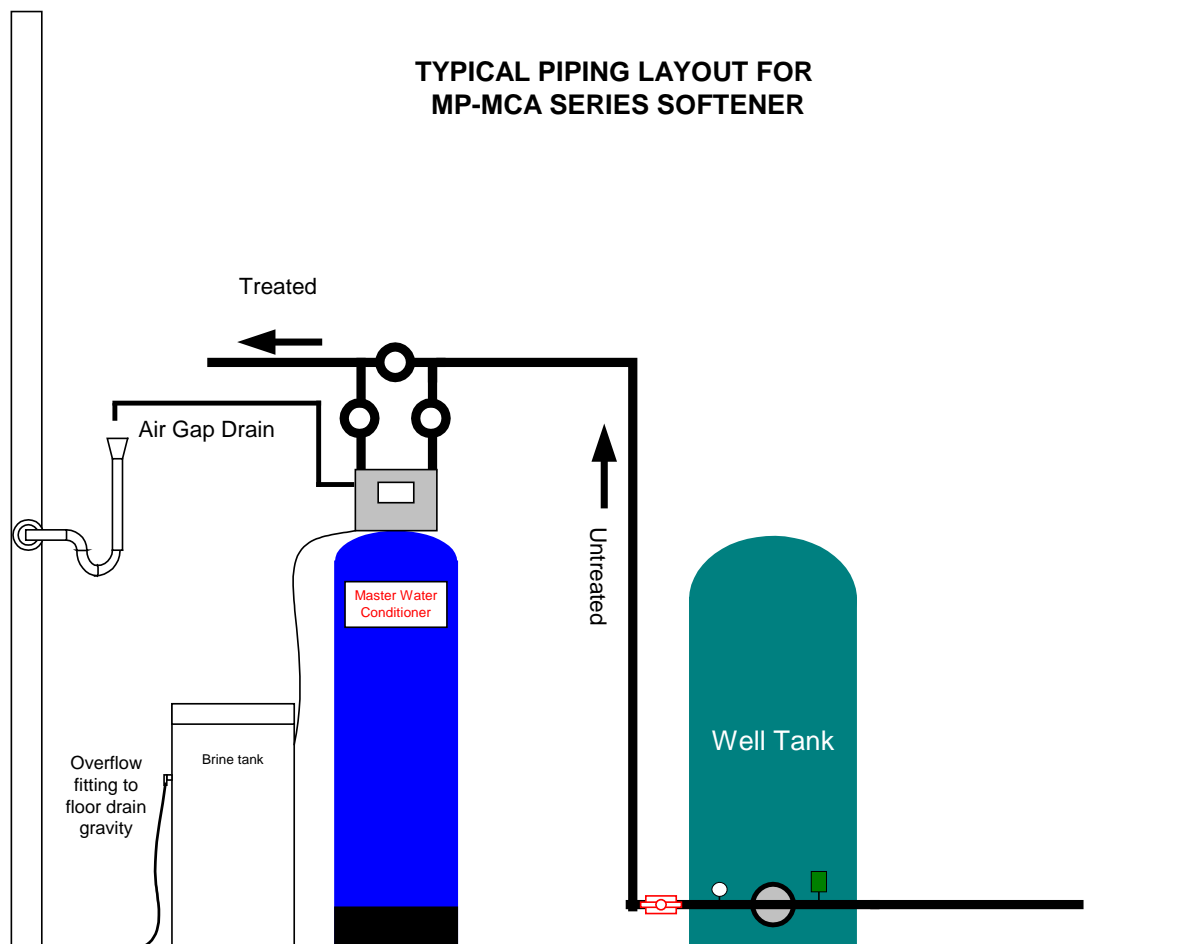 TYPICAL PIPING LAYOUT FOR
MP-MCA SERIES SOFTENER
Treated
Air Gap Drain
Untreated
Master Water
Conditioner
Well Tank
Brine tank
Overflow
fitting to
floor drain
gravity